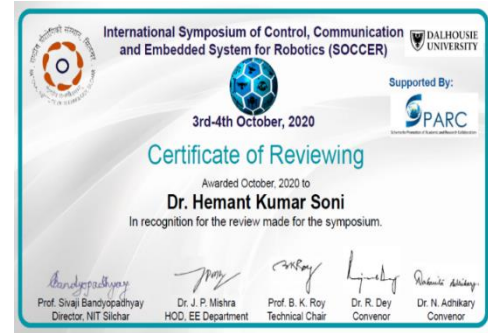 International Symposium of Control, Communication
and Embedded System for Robotics (SOCCER)
DALHOUSIE
UNIVERSITY
Supported By:
SPARC
3rd-4th October, 2020
Certificate of Reviewing
Awarded October, 2020 to
Dr. Hemant Kumar Soni
In recognition for the review made for the symposium.
Prof. Sivaji Bandyopadhyay
Director, NIT Silchar
Dr. J. P. Mishra
HOD, EE Department
Prof. B. K. Roy
Technical Chair
Dr. R. Dey
Convenor
Dr. N. Adhikary
Convenor